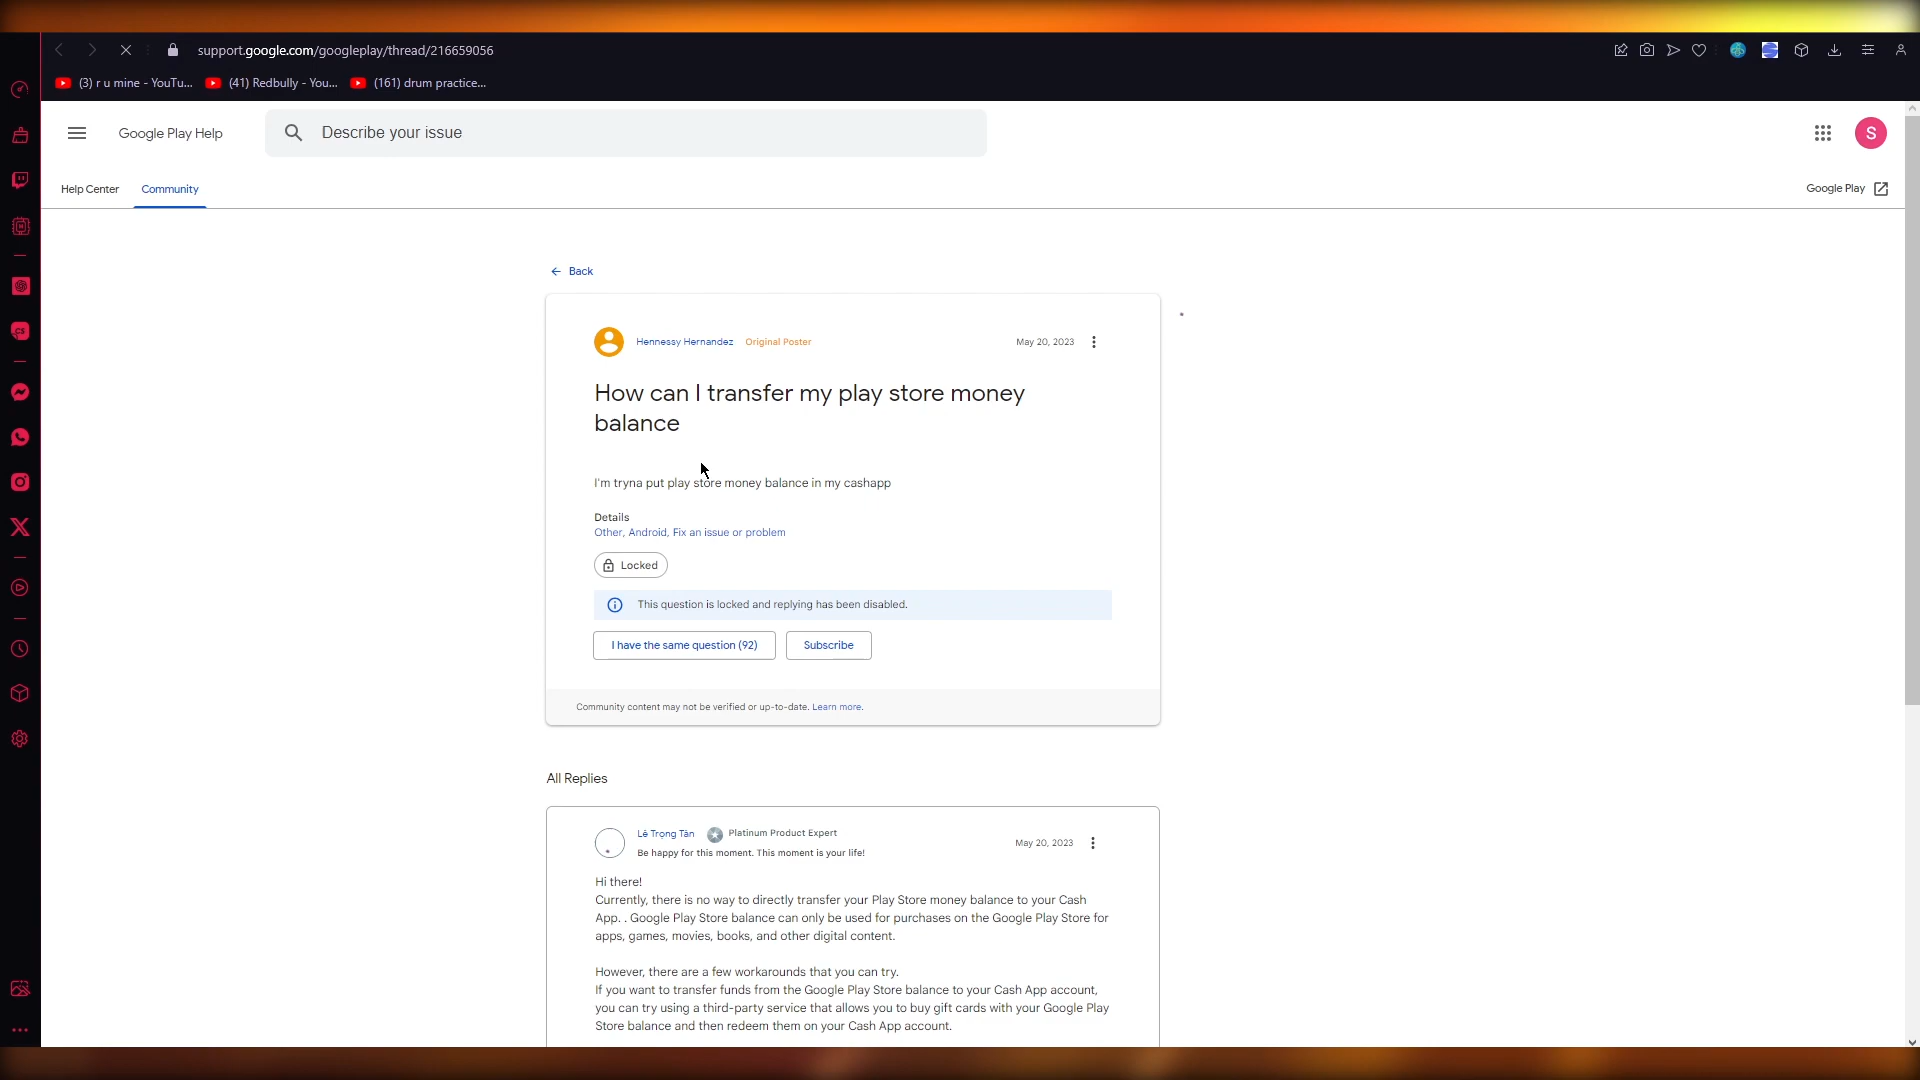 support.google.com/googleplay/thread/216659056
(3) r u mine - YouTu...
(41) Redbully - You...
(161) drum practice...
Google Play Help
Describe your issue
S
Help Center
Community
Google Play
Back
Hennessy Hernandez
Original Poster
May 20, 2023
How can I transfer my play store money
balance
I'm tryna put play store money balance in my cashapp
Details
Other, Android, Fix an issue or problem
Locked
This question is locked and replying has been disabled.
I have the same question (92)
Subscribe
Community content may not be verified or up-to-date. Learn more.
All Replies
Lê Trọng Tân
Platinum Product Expert
May 20, 2023
Be happy for this moment. This moment is your life!
Hi there!
Currently, there is no way to directly transfer your Play Store money balance to your Cash
App. . Google Play Store balance can only be used for purchases on the Google Play Store for
apps, games, movies, books, and other digital content.
However, there are a few workarounds that you can try.
If you want to transfer funds from the Google Play Store balance to your Cash App account,
you can try using a third-party service that allows you to buy gift cards with your Google Play
Store balance and then redeem them on your Cash App account.